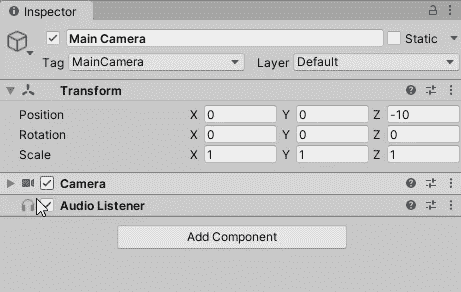 Inspector
Main Camera Static
Tag MainCamera Layer Default
Transform
Position X 0 Y 0 Z -10
Rotation X 0 Y 0 Z 0
Scale X 1 Y 1 Z 1
Camera
Audio Listener
Add Component